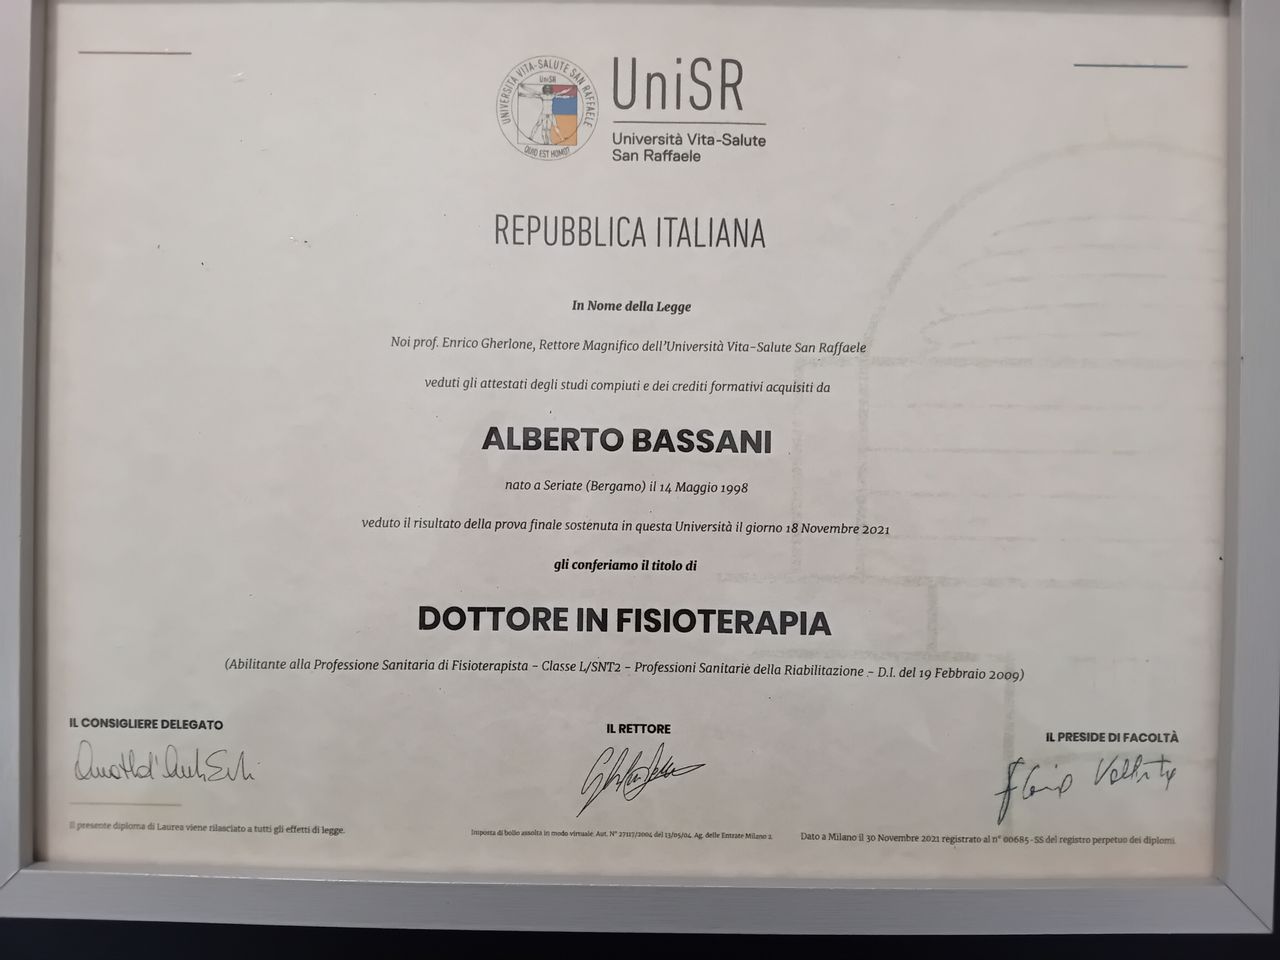 UNIVERSITÀ VITA-SALUTE SAN RAFFAELE
UniSR
QUID EST HOMO?
UniSR
Università Vita-Salute
San Raffaele
REPUBBLICA ITALIANA
In Nome della Legge
Noi prof. Enrico Gherlone, Rettore Magnifico dell'Università Vita-Salute San Raffaele
veduti gli attestati degli studi compiuti e dei crediti formativi acquisiti da
ALBERTO BASSANI
nato a Seriate (Bergamo) il 14 Maggio 1998
veduto il risultato della prova finale sostenuta in questa Università il giorno 18 Novembre 2021
gli conferiamo il titolo di
DOTTORE IN FISIOTERAPIA
(Abilitante alla Professione Sanitaria di Fisioterapista - Classe L/SNT2 - Professioni Sanitarie della Riabilitazione - D.I. del 19 Febbraio 2009)
IL CONSIGLIERE DELEGATO
IL RETTORE
IL PRESIDE DI FACOLTÀ
Il presente diploma di Laurea viene rilasciato a tutti gli effetti di legge.
Imposta di bollo assolta in modo virtuale. Aut. N° 27117/2004 del 13/05/04 Ag. delle Entrate Milano 2.
Dato a Milano il 30 Novembre 2021 registrato al n° 00685-SS del registro perpetuo dei diplomi.